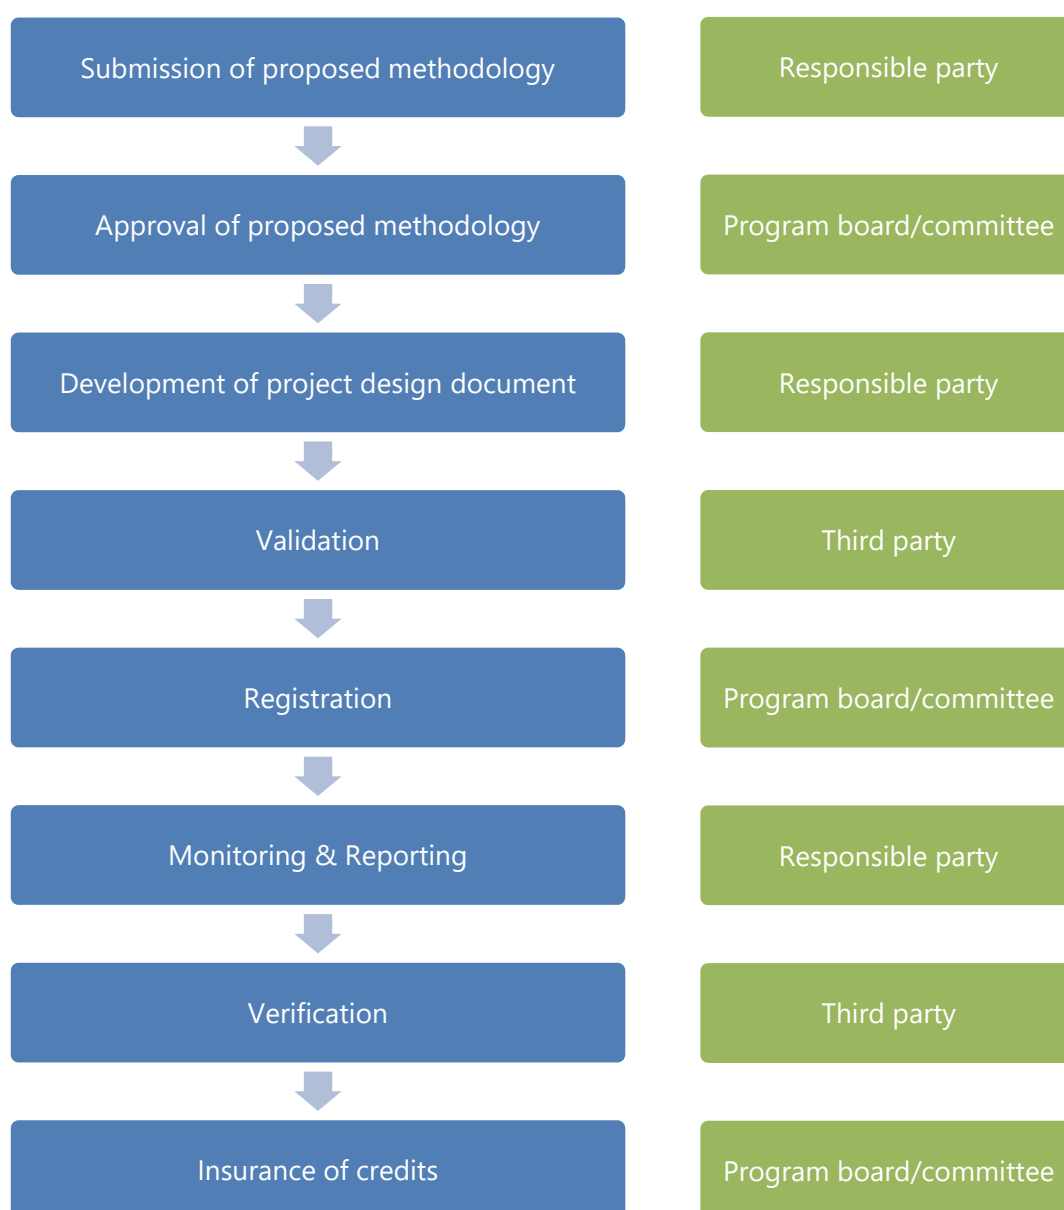 Submission of proposed methodology
Responsible party
Approval of proposed methodology
Program board/committee
Development of project design document
Responsible party
Validation
Third party
Registration
Program board/committee
Monitoring & Reporting
Responsible party
Verification
Third party
Insurance of credits
Program board/committee